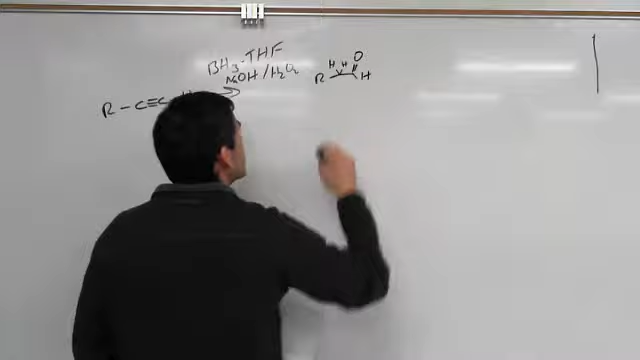 BH3·THF
NaOH/H2O2
R-C≡C
H H O
R H